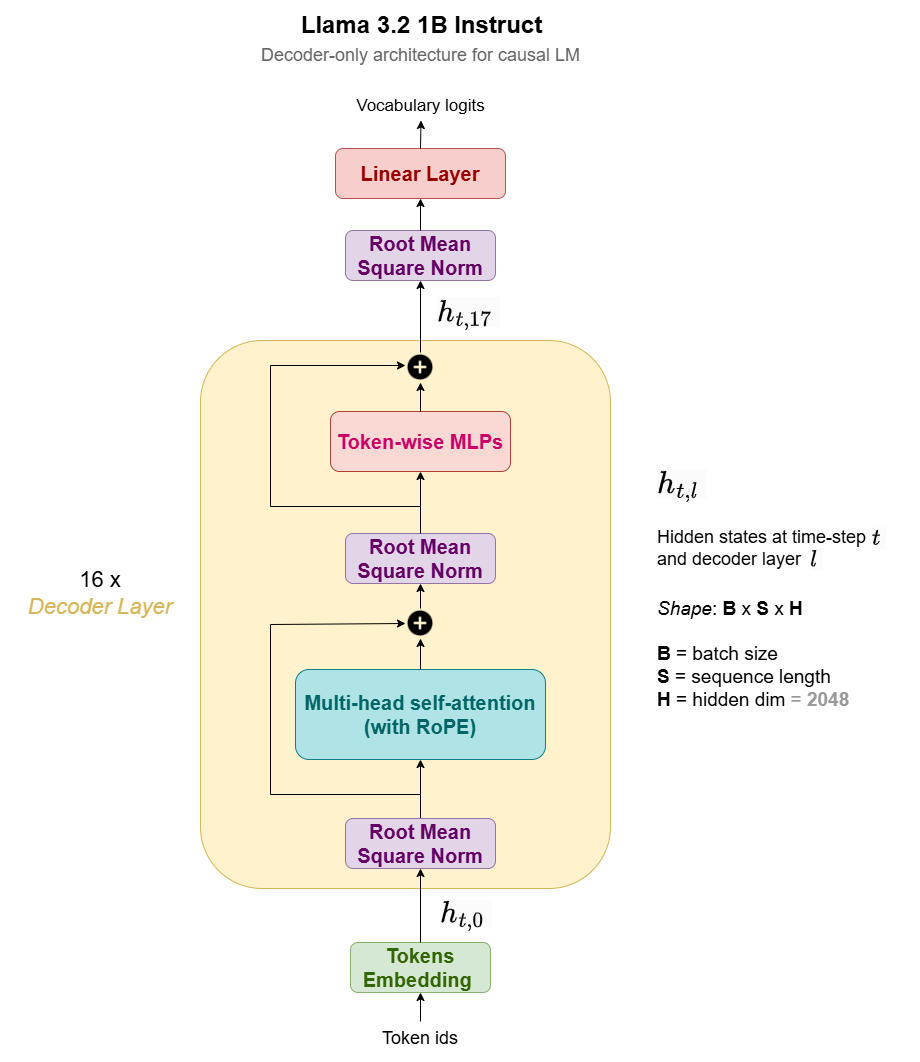 Llama 3.2 1B Instruct
Decoder-only architecture for causal LM
Vocabulary logits
Linear Layer
Root Mean
Square Norm
h_{t,17}
Token-wise MLPs
Root Mean
Square Norm
16 x
Decoder Layer
Multi-head self-attention
(with RoPE)
Root Mean
Square Norm
h_{t,0}
Tokens
Embedding
Token ids
h_{t,l}
Hidden states at time-step t
and decoder layer l
Shape: B x S x H
B = batch size
S = sequence length
H = hidden dim = 2048